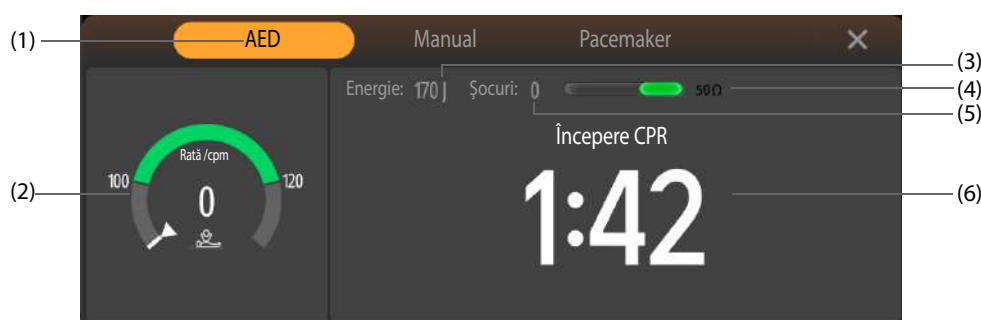 (1) AED Manual Pacemaker ×
(3)
Energie: 170 J Şocuri: 0 50Ω (4)
(5)
Începere CPR
Rată /cpm
100 120
(2) 0 1:42 (6)